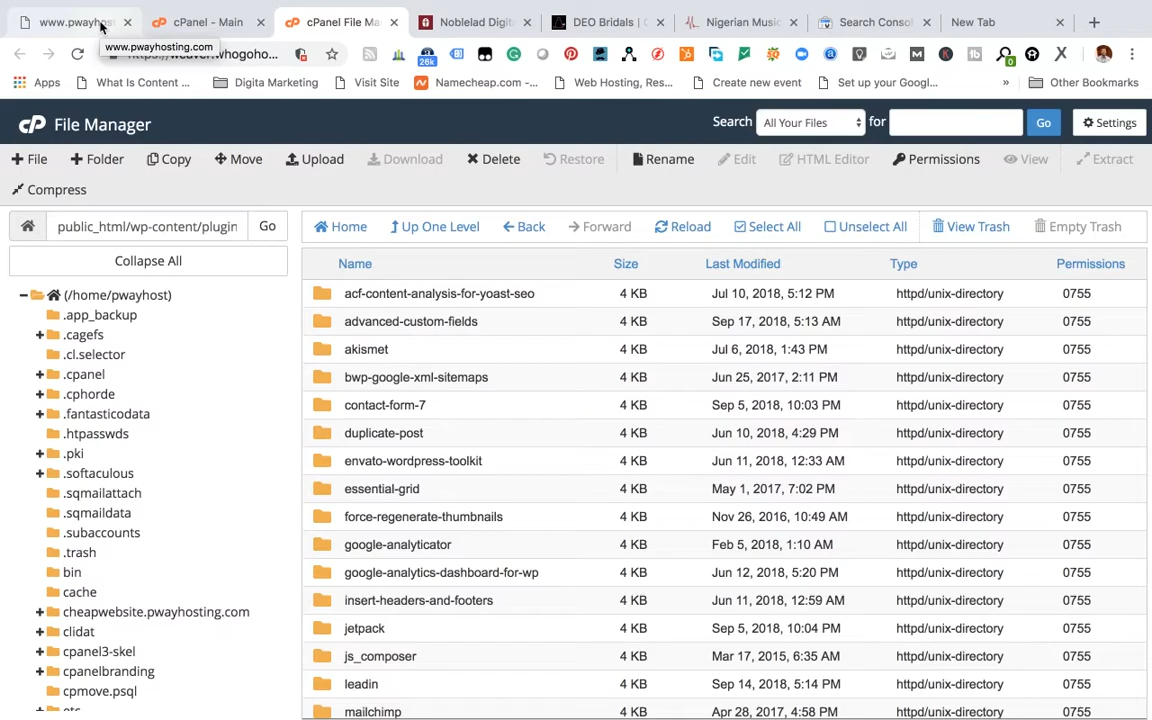 www.pwayhost
cPanel - Main
cPanel File Ma
Noblelad Digit
DEO Bridals |
Nigerian Music
Search Conso
New Tab
www.pwayhosting.com
26k
0
Apps
What Is Content ...
Digita Marketing
Visit Site
Namecheap.com -...
Web Hosting, Res...
Create new event
Set up your Goog...
»
Other Bookmarks
cP File Manager
Search All Your Files for Go Settings
+ File + Folder Copy Move Upload Download Delete Restore Rename Edit HTML Editor Permissions View Extract
Compress
public_html/wp-content/plugin Go
Home Up One Level Back Forward Reload Select All Unselect All View Trash Empty Trash
Collapse All
(/home/pwayhost)
.app_backup
.cagefs
.cl.selector
.cpanel
.cphorde
.fantasticodata
.htpasswds
.pki
.softaculous
.sqmailattach
.sqmaildata
.subaccounts
.trash
bin
cache
cheapwebsite.pwayhosting.com
clidat
cpanel3-skel
cpanelbranding
cpmove.psql
etc
Name Size Last Modified Type Permissions
acf-content-analysis-for-yoast-seo 4 KB Jul 10, 2018, 5:12 PM httpd/unix-directory 0755
advanced-custom-fields 4 KB Sep 17, 2018, 5:13 AM httpd/unix-directory 0755
akismet 4 KB Jul 6, 2018, 1:43 PM httpd/unix-directory 0755
bwp-google-xml-sitemaps 4 KB Jun 25, 2017, 2:11 PM httpd/unix-directory 0755
contact-form-7 4 KB Sep 5, 2018, 10:03 PM httpd/unix-directory 0755
duplicate-post 4 KB Jun 10, 2018, 4:29 PM httpd/unix-directory 0755
envato-wordpress-toolkit 4 KB Jun 11, 2018, 12:33 AM httpd/unix-directory 0755
essential-grid 4 KB May 1, 2017, 7:02 PM httpd/unix-directory 0755
force-regenerate-thumbnails 4 KB Nov 26, 2016, 10:49 AM httpd/unix-directory 0755
google-analyticator 4 KB Feb 5, 2018, 1:10 AM httpd/unix-directory 0755
google-analytics-dashboard-for-wp 4 KB Jun 12, 2018, 5:20 PM httpd/unix-directory 0755
insert-headers-and-footers 4 KB Jun 11, 2018, 12:59 AM httpd/unix-directory 0755
jetpack 4 KB Sep 5, 2018, 10:04 PM httpd/unix-directory 0755
js_composer 4 KB Mar 17, 2015, 6:35 AM httpd/unix-directory 0755
leadin 4 KB Sep 14, 2018, 5:14 PM httpd/unix-directory 0755
mailchimp 4 KB Apr 28, 2017, 4:58 PM httpd/unix-directory 0755